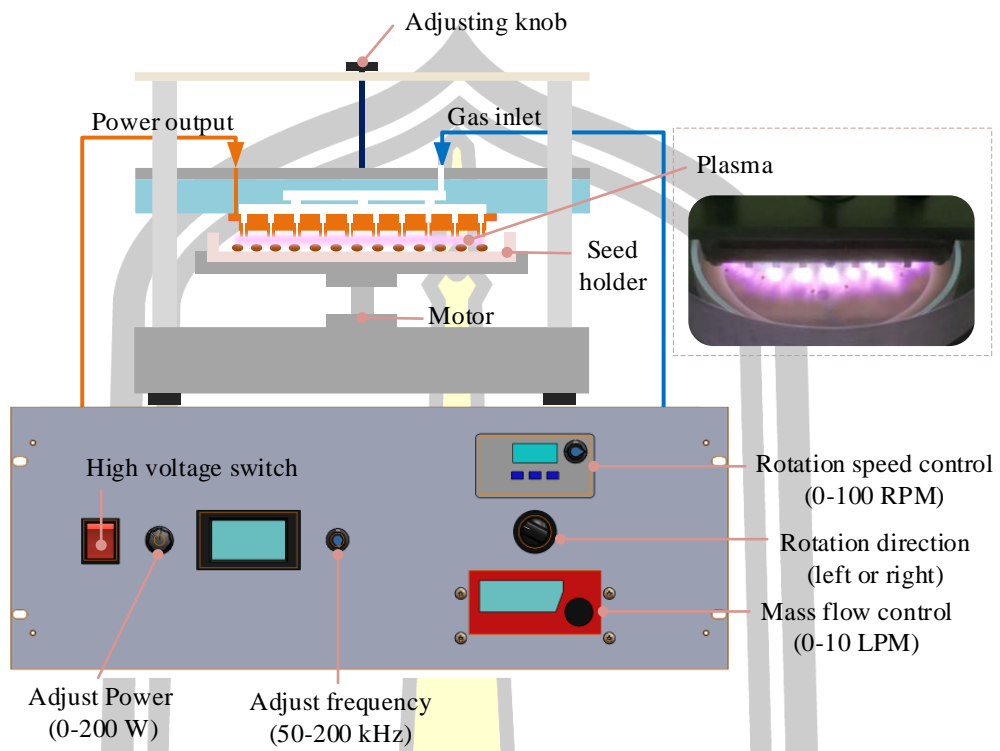 Adjusting knob
Power output
Gas inlet
Plasma
Seed
holder
Motor
High voltage switch
Rotation speed control
(0-100 RPM)
Rotation direction
(left or right)
Mass flow control
(0-10 LPM)
Adjust Power
(0-200 W)
Adjust frequency
(50-200 kHz)